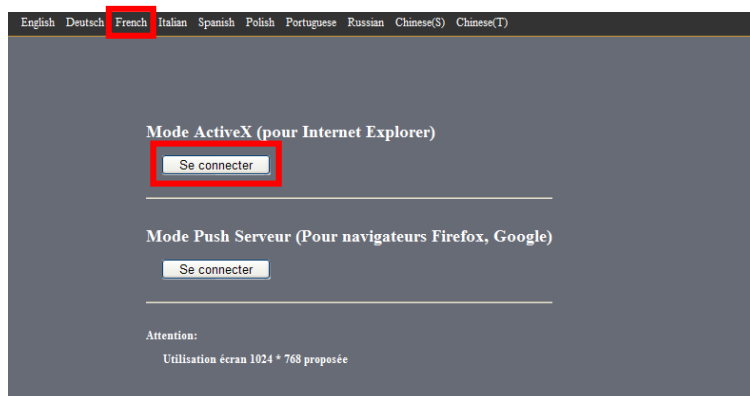 English Deutsch French Italian Spanish Polish Portuguese Russian Chinese(S) Chinese(T)
Mode ActiveX (pour Internet Explorer)
Se connecter
Mode Push Serveur (Pour navigateurs Firefox, Google)
Se connecter
Attention:
Utilisation écran 1024 * 768 proposée